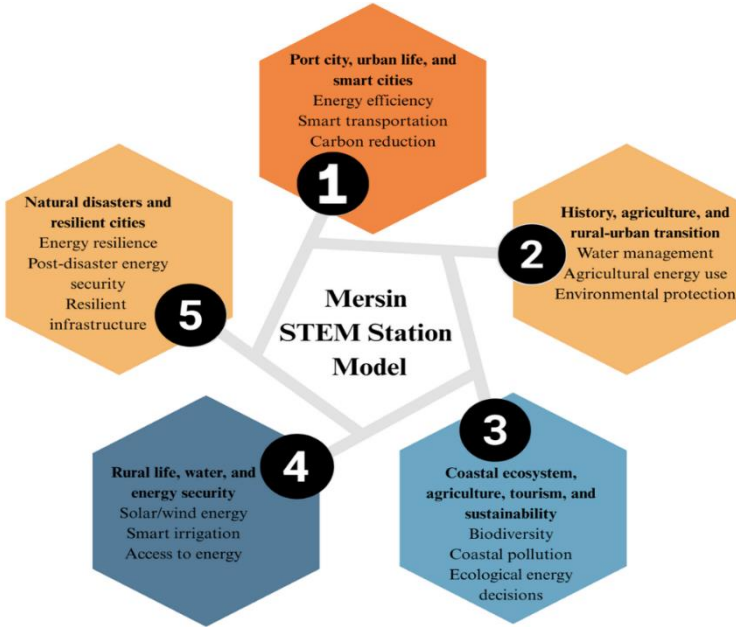 Port city, urban life, and
smart cities
Energy efficiency
Smart transportation
Carbon reduction
1
History, agriculture, and
rural-urban transition
Water management
Agricultural energy use
Environmental protection
2
Coastal ecosystem,
agriculture, tourism, and
sustainability
Biodiversity
Coastal pollution
Ecological energy
decisions
3
Rural life, water, and
energy security
Solar/wind energy
Smart irrigation
Access to energy
4
Natural disasters and
resilient cities
Energy resilience
Post-disaster energy
security
Resilient
infrastructure
5
Mersin
STEM Station
Model